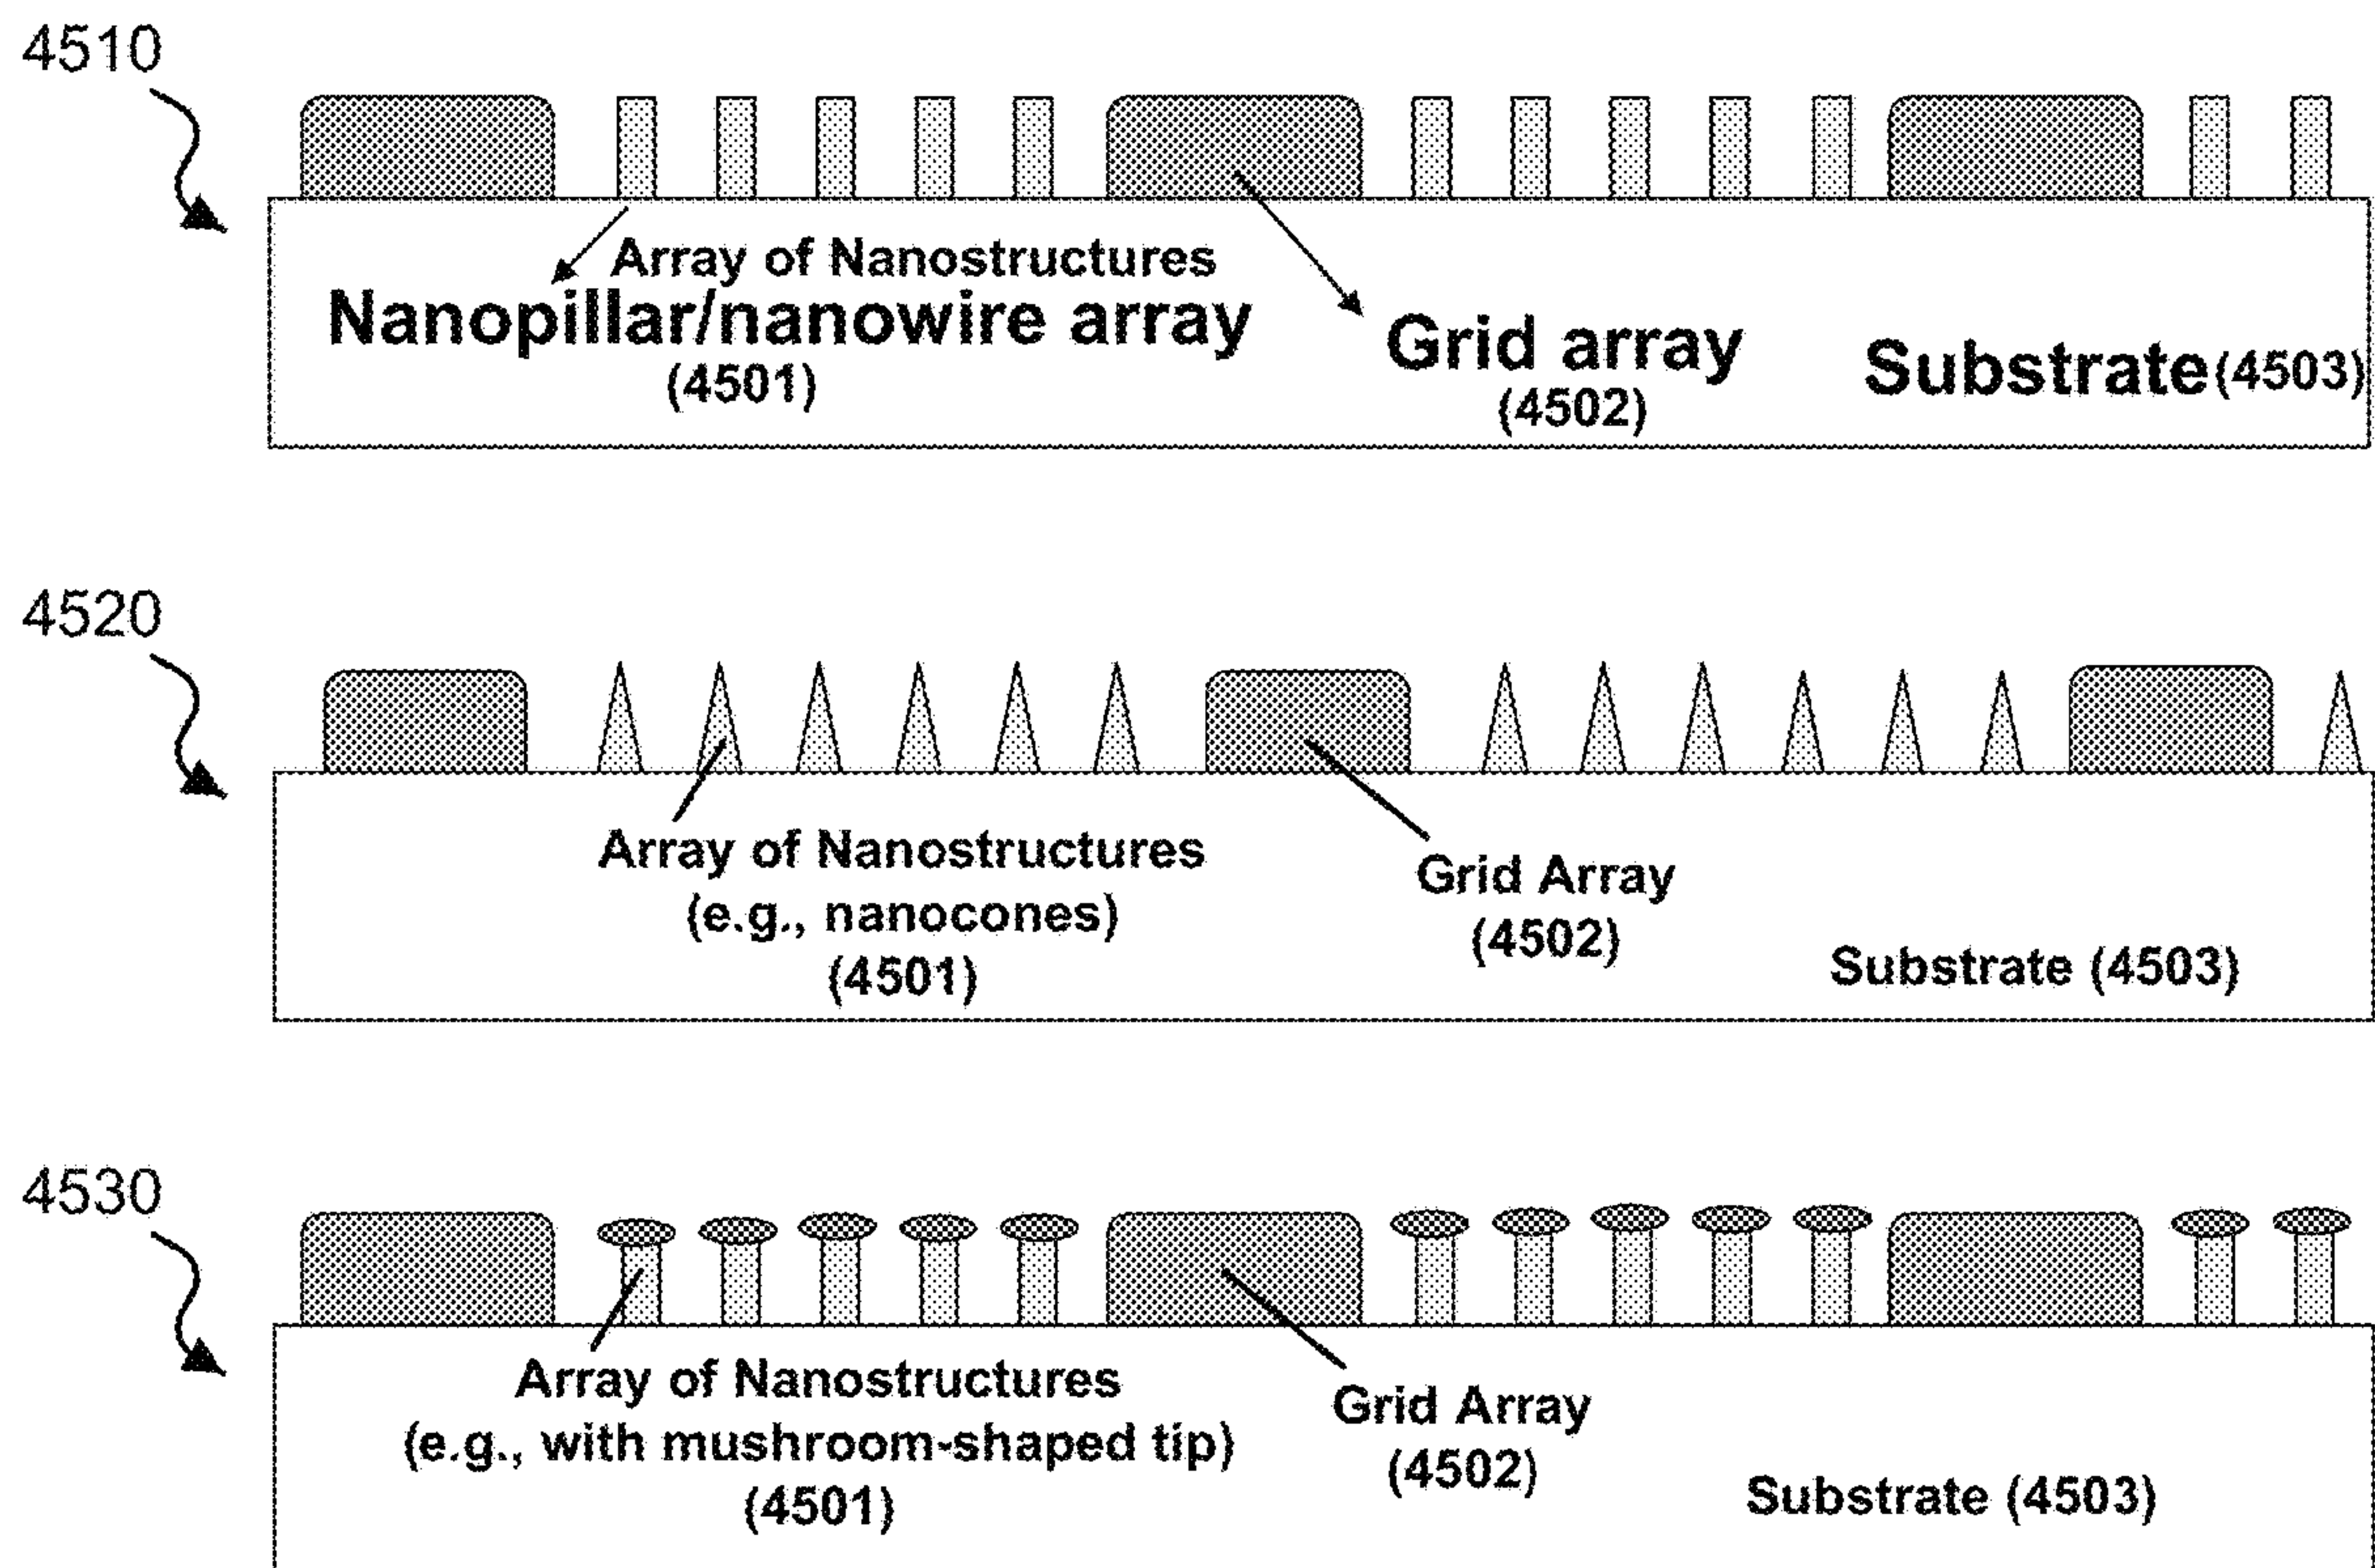 4510
Array of Nanostructures
Nanopillar/nanowire array
(4501)
Grid array
(4502)
Substrate(4503)
4520
Array of Nanostructures
(e.g., nanocones)
(4501)
Grid Array
(4502)
Substrate (4503)
4530
Array of Nanostructures
(e.g., with mushroom-shaped tip)
(4501)
Grid Array
(4502)
Substrate (4503)